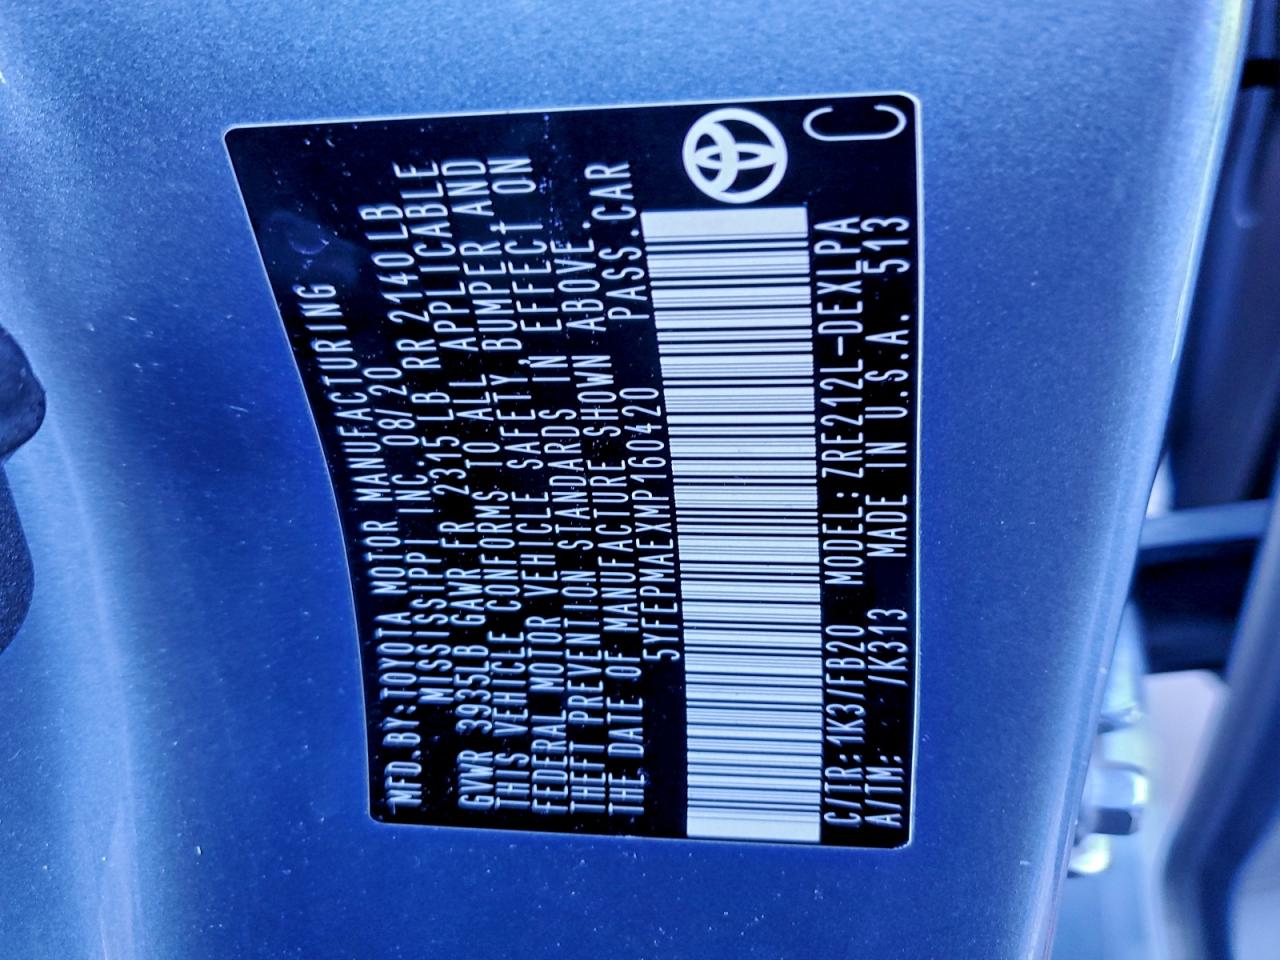 MFD.BY:TOYOTA MOTOR MANUFACTURING
MISSISSIPPI INC. 08/20
GVWR 3935LB GAWR FR 2315LB RR 2140LB
THIS VEHICLE CONFORMS TO ALL APPLICABLE
FEDERAL MOTOR VEHICLE SAFETY, BUMPER, AND
THEFT PREVENTION STANDARDS IN EFFECT ON
THE DATE OF MANUFACTURE SHOWN ABOVE.
5YFEPMAEXMP160420 PASS.CAR
C/TR:1K3/FB20 MODEL:ZRE212L-DEXLPA
A/TM: /K313 MADE IN U.S.A. 513
C